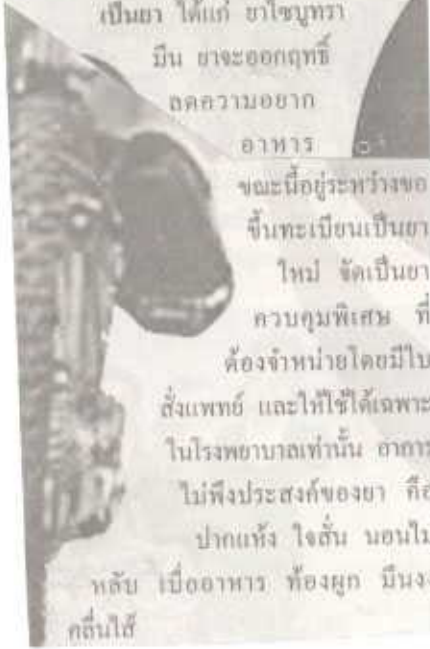 เป็นยา ได้แก่ ยาไซบูทรา
มีน ยาจะออกฤทธิ์
ลดความอยาก
อาหาร
ขณะนี้อยู่ระหว่างขอ
ขึ้นทะเบียนเป็นยา
ใหม่ จัดเป็นยา
ควบคุมพิเศษ ที่
ต้องจำหน่ายโดยมีใบ
สั่งแพทย์ และให้ใช้ได้เฉพาะ
ในโรงพยาบาลเท่านั้น อาการ
ไม่พึงประสงค์ของยา คือ
ปากแห้ง ใจสั่น นอนไม่
หลับ เบื่ออาหาร ท้องผูก มึนง
คลื่นไส้